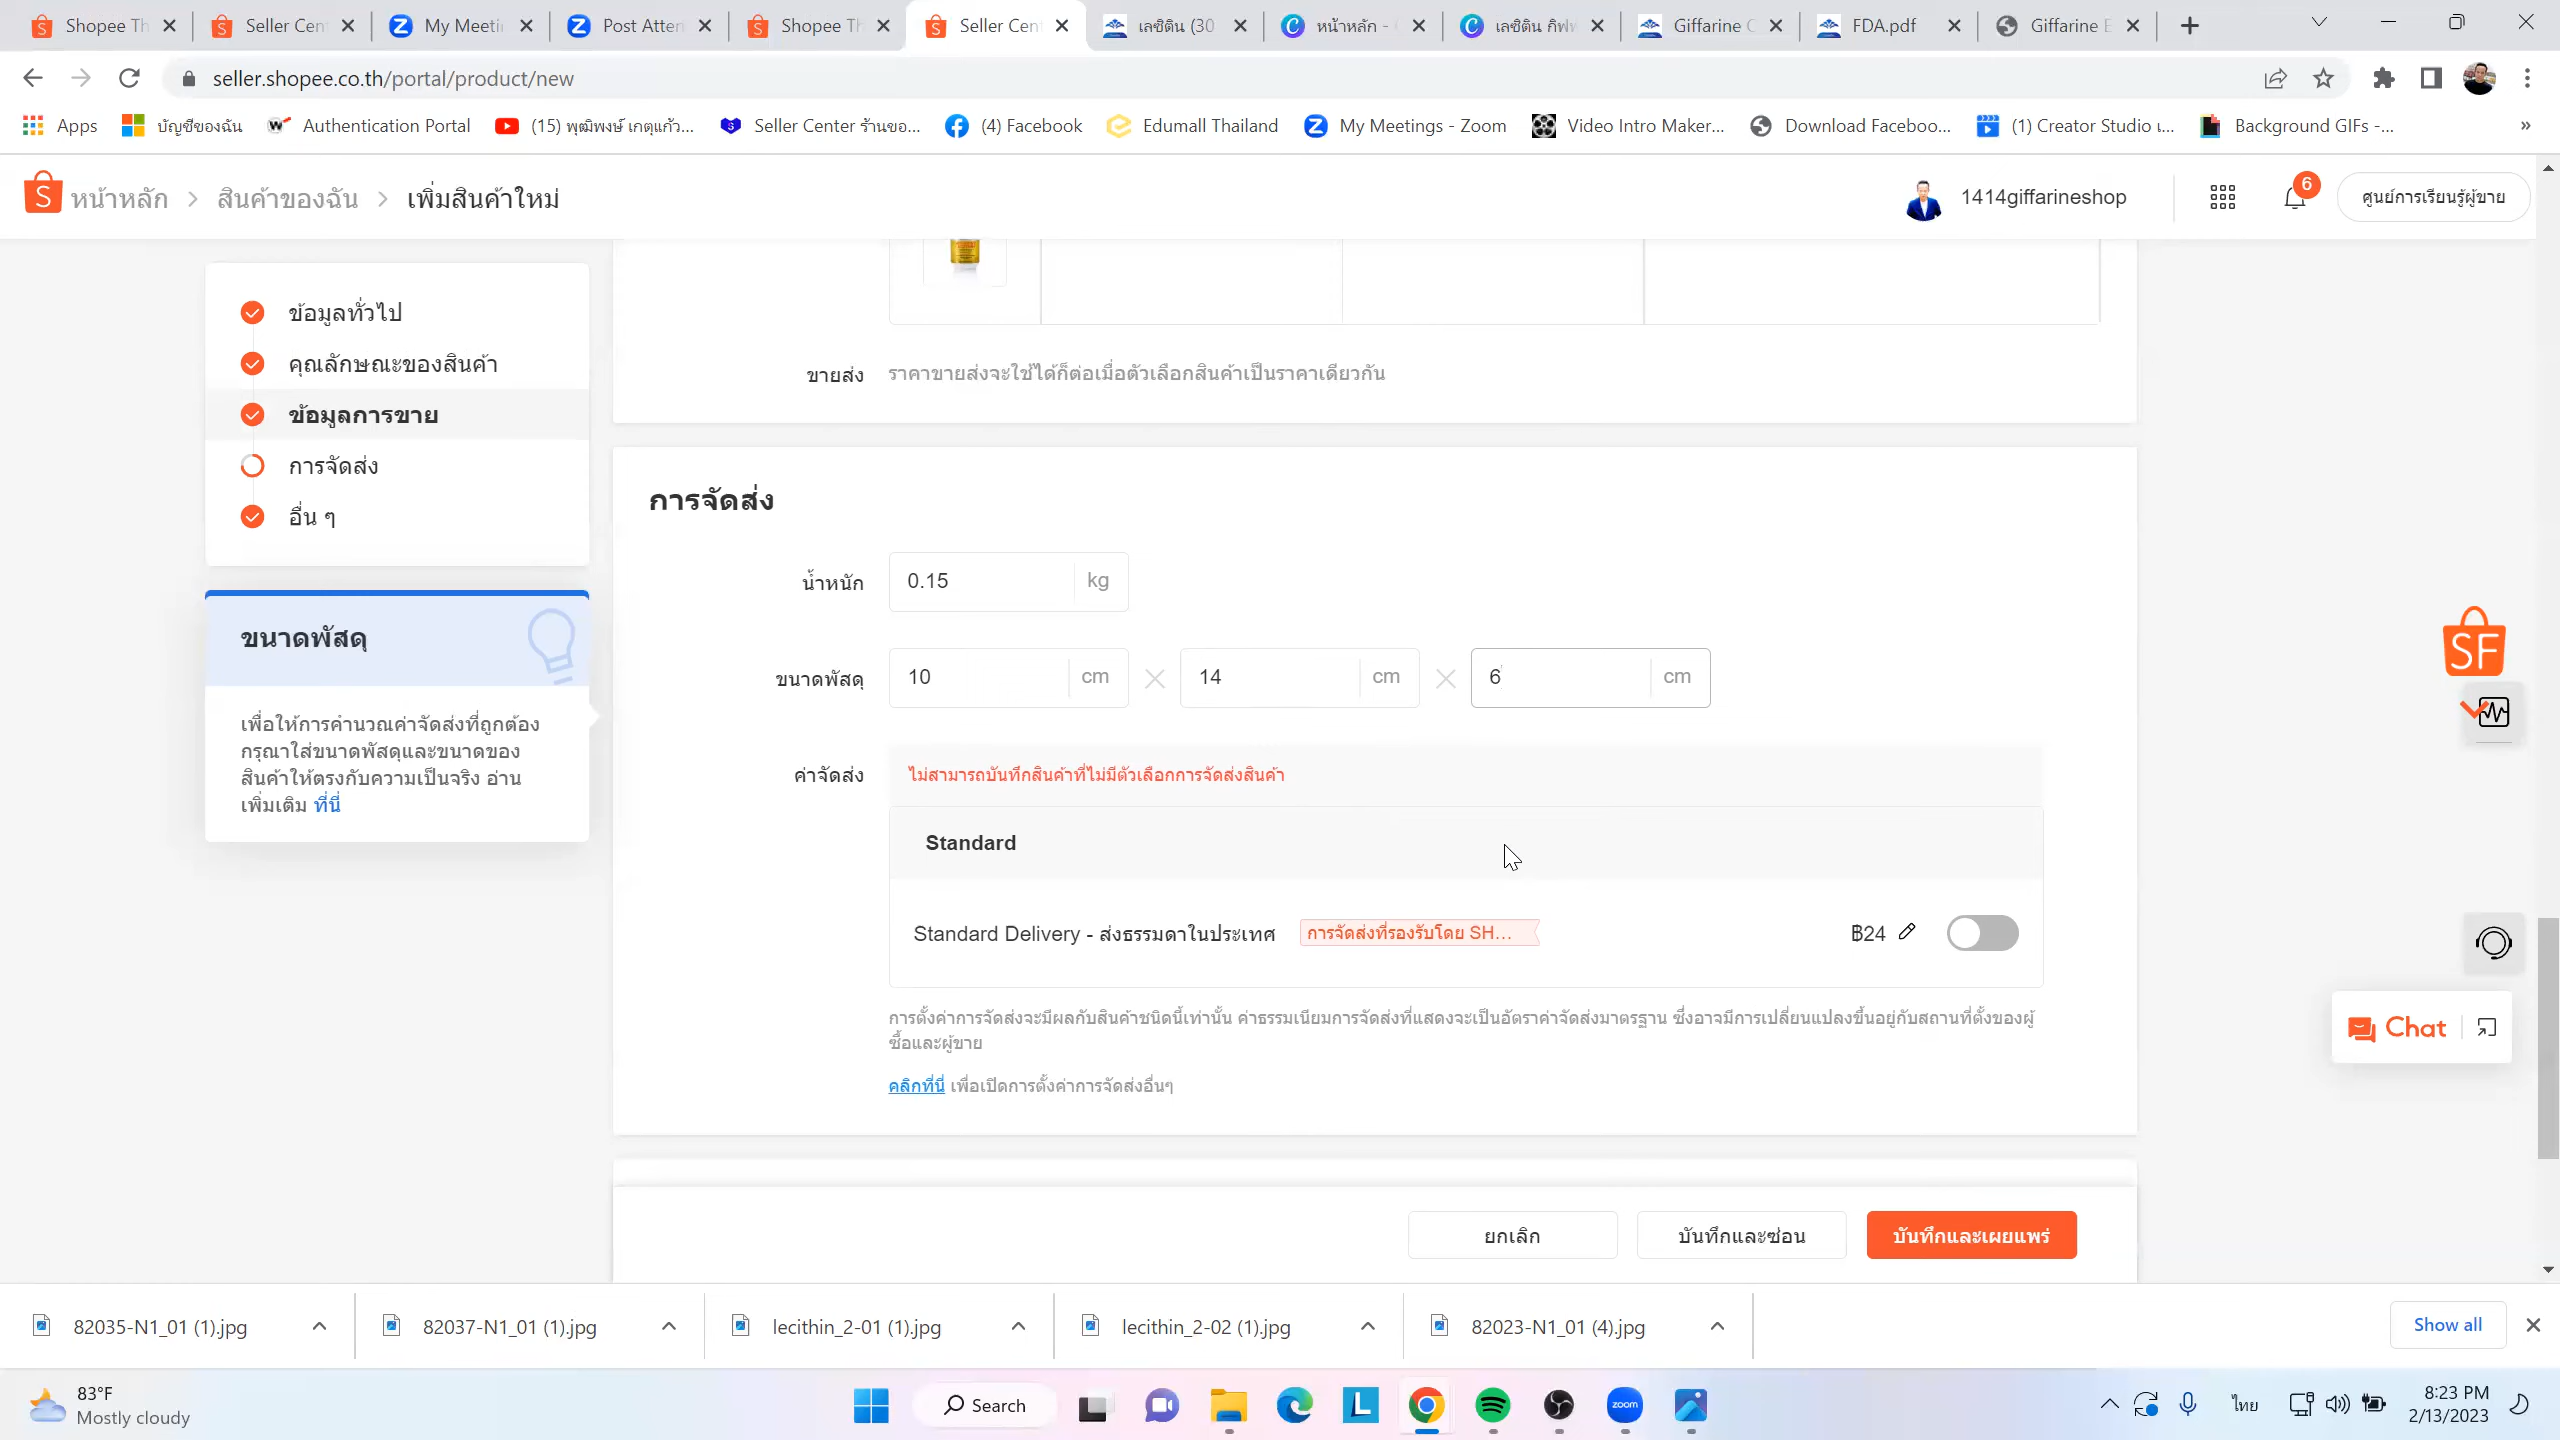 Shopee Th
Seller Cent
My Meeti
Post Atten
Shopee Th
Seller Cent
เลซิติน (30
หน้าหลัก -
เลซิติน กิฟ
Giffarine C
FDA.pdf
Giffarine E
seller.shopee.co.th/portal/product/new
Apps
บัญชีของฉัน
Authentication Portal
(15) พุฒิพงษ์ เกตุแก้ว...
Seller Center ร้านขอ...
(4) Facebook
Edumall Thailand
My Meetings - Zoom
Video Intro Maker...
Download Faceboo...
(1) Creator Studio เ...
Background GIFs -...
»
หน้าหลัก > สินค้าของฉัน > เพิ่มสินค้าใหม่
1414giffarineshop
6
ศูนย์การเรียนรู้ผู้ขาย
ข้อมูลทั่วไป
คุณลักษณะของสินค้า
ข้อมูลการขาย
การจัดส่ง
อื่น ๆ
ขนาดพัสดุ
เพื่อให้การคำนวณค่าจัดส่งที่ถูกต้อง
กรุณาใส่ขนาดพัสดุและขนาดของ
สินค้าให้ตรงกับความเป็นจริง อ่าน
เพิ่มเติม ที่นี่
ขายส่ง
ราคาขายส่งจะใช้ได้ก็ต่อเมื่อตัวเลือกสินค้าเป็นราคาเดียวกัน
การจัดส่ง
น้ำหนัก
0.15
kg
ขนาดพัสดุ
10
cm
14
cm
6
cm
ค่าจัดส่ง
ไม่สามารถบันทึกสินค้าที่ไม่มีตัวเลือกการจัดส่งสินค้า
Standard
Standard Delivery - ส่งธรรมดาในประเทศ
การจัดส่งที่รองรับโดย SH...
฿24
การตั้งค่าการจัดส่งจะมีผลกับสินค้าชนิดนี้เท่านั้น ค่าธรรมเนียมการจัดส่งที่แสดงจะเป็นอัตราค่าจัดส่งมาตรฐาน ซึ่งอาจมีการเปลี่ยนแปลงขึ้นอยู่กับสถานที่ตั้งของผู้
ซื้อและผู้ขาย
คลิกที่นี่ เพื่อเปิดการตั้งค่าการจัดส่งอื่นๆ
ยกเลิก
บันทึกและซ่อน
บันทึกและเผยแพร่
SF
Chat
82035-N1_01 (1).jpg
82037-N1_01 (1).jpg
lecithin_2-01 (1).jpg
lecithin_2-02 (1).jpg
82023-N1_01 (4).jpg
Show all
83°F
Mostly cloudy
Search
L
zoom
ไทย
8:23 PM
2/13/2023